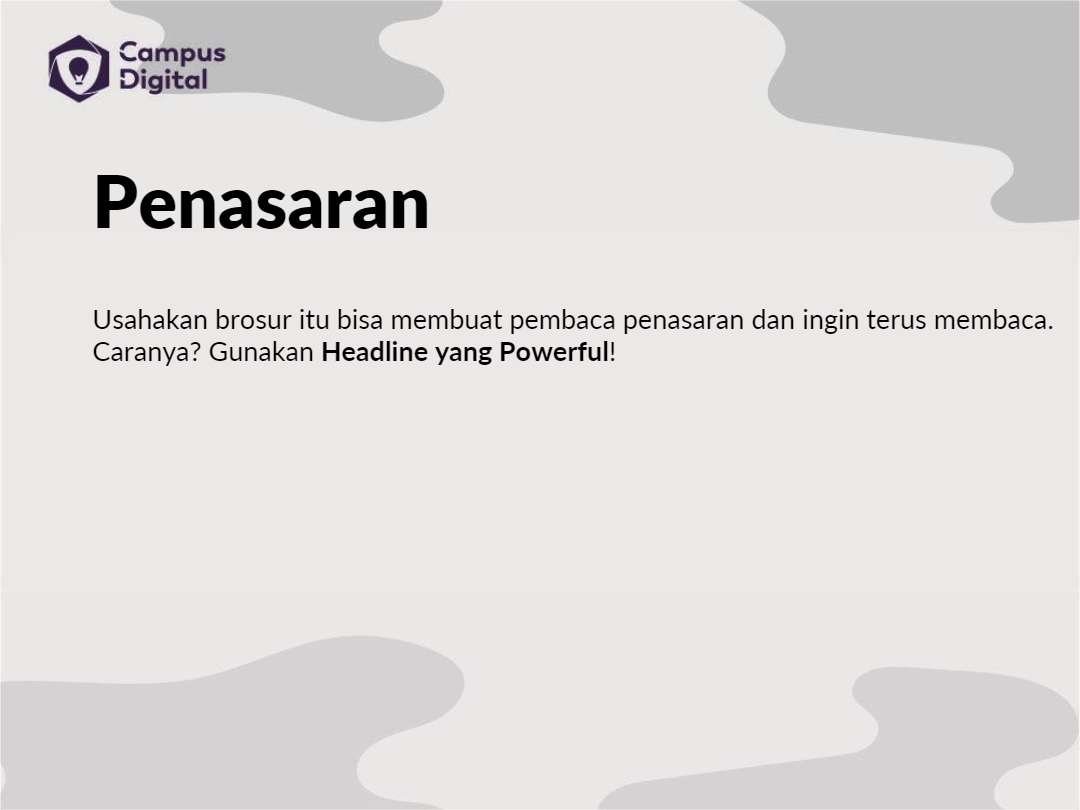 Campus
Digital
Penasaran
Usahakan brosur itu bisa membuat pembaca penasaran dan ingin terus membaca.
Caranya? Gunakan Headline yang Powerful!